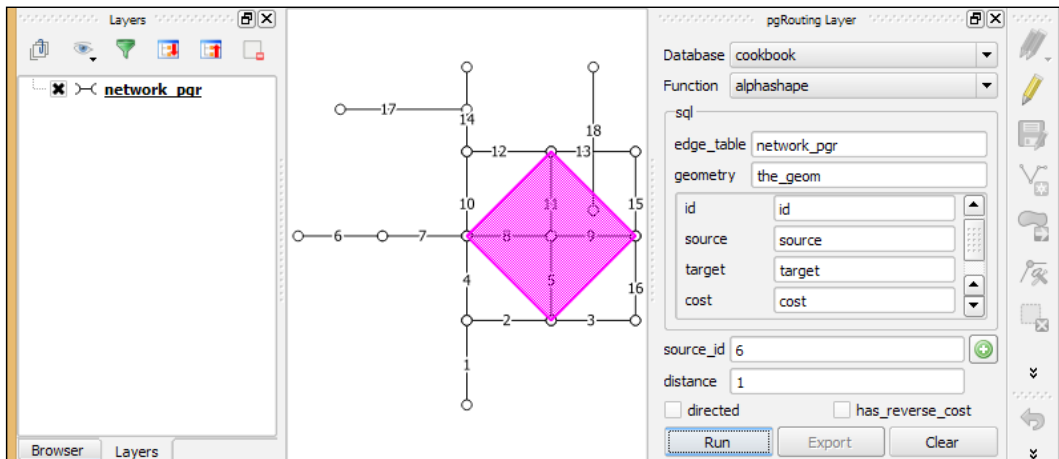 Layers
network_pgr
Browser
Layers
17
14
18
12
13
10
11
15
6
7
8
9
4
5
16
2
3
1
pgRouting Layer
Database cookbook
Function alphashape
sql
edge_table network_pgr
geometry the_geom
id id
source source
target target
cost cost
source_id 6
distance 1
directed has_reverse_cost
Run Export Clear